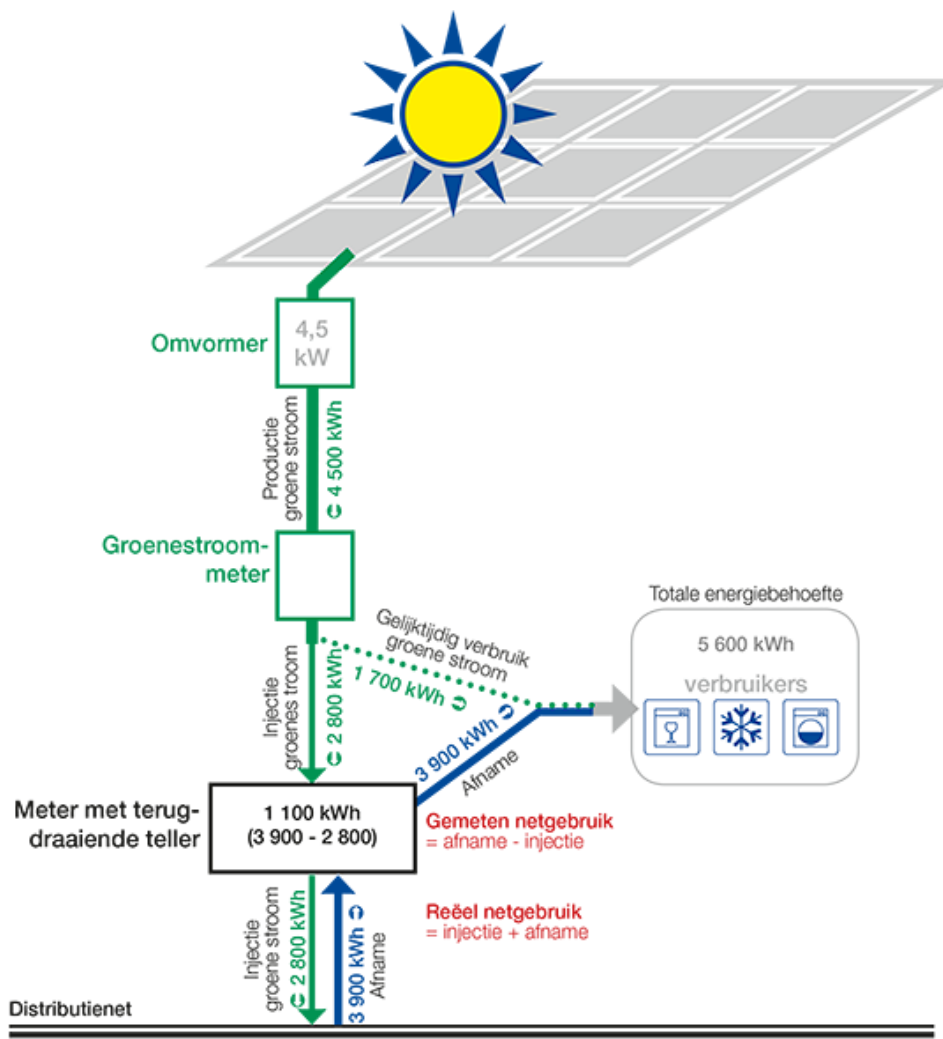 4,5
kW
Omvormer
Productie
groene stroom
4 500 kWh
Groenestroom-
meter
Totale energiebehoefte
5 600 kWh
verbruikers
Gelijktijdig verbruik
groene stroom
1 700 kWh
Injectie
groenes troom
2 800 kWh
3 900 kWh
Afname
Meter met terug-
draaiende teller
1 100 kWh
(3 900 - 2 800)
Gemeten netgebruik
= afname - injectie
Reëel netgebruik
= injectie + afname
Injectie
groene stroom
2 800 kWh
3 900 kWh
Afname
Distributienet